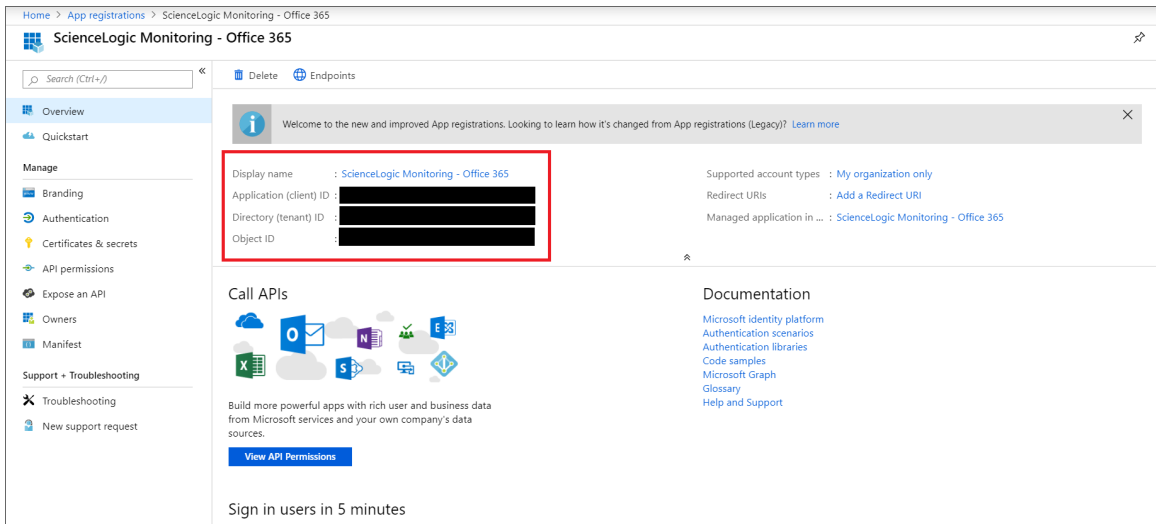 Home > App registrations > ScienceLogic Monitoring - Office 365
ScienceLogic Monitoring - Office 365
Search (Ctrl+/)
«
Overview
Quickstart
Manage
Branding
Authentication
Certificates & secrets
API permissions
Expose an API
Owners
Manifest
Support + Troubleshooting
Troubleshooting
New support request
Delete Endpoints
Welcome to the new and improved App registrations. Looking to learn how it's changed from App registrations (Legacy)? Learn more
Display name : ScienceLogic Monitoring - Office 365
Application (client) ID :
Directory (tenant) ID :
Object ID :
Supported account types : My organization only
Redirect URIs : Add a Redirect URI
Managed application in ... : ScienceLogic Monitoring - Office 365
Call APIs
Build more powerful apps with rich user and business data
from Microsoft services and your own company's data
sources.
View API Permissions
Documentation
Microsoft identity platform
Authentication scenarios
Authentication libraries
Code samples
Microsoft Graph
Glossary
Help and Support
Sign in users in 5 minutes